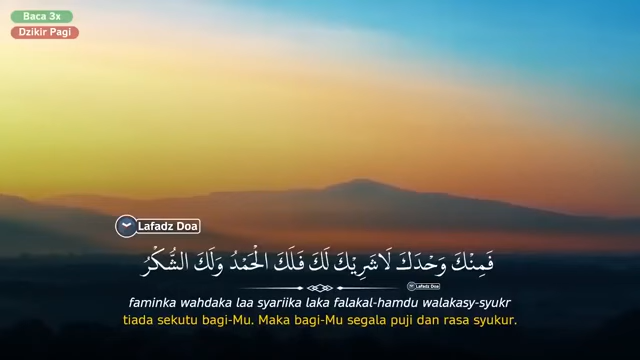 Baca 3x
Dzikir Pagi
Lafadz Doa
فَمِنْكَ وَحْدَكَ لَاشَرِيْكَ لَكَ فَلَكَ الْحَمْدُ وَلَكَ الشُّكْرُ
Lafadz Doa
faminka wahdaka laa syariika laka falakal-hamdu walakasy-syukr
tiada sekutu bagi-Mu. Maka bagi-Mu segala puji dan rasa syukur.